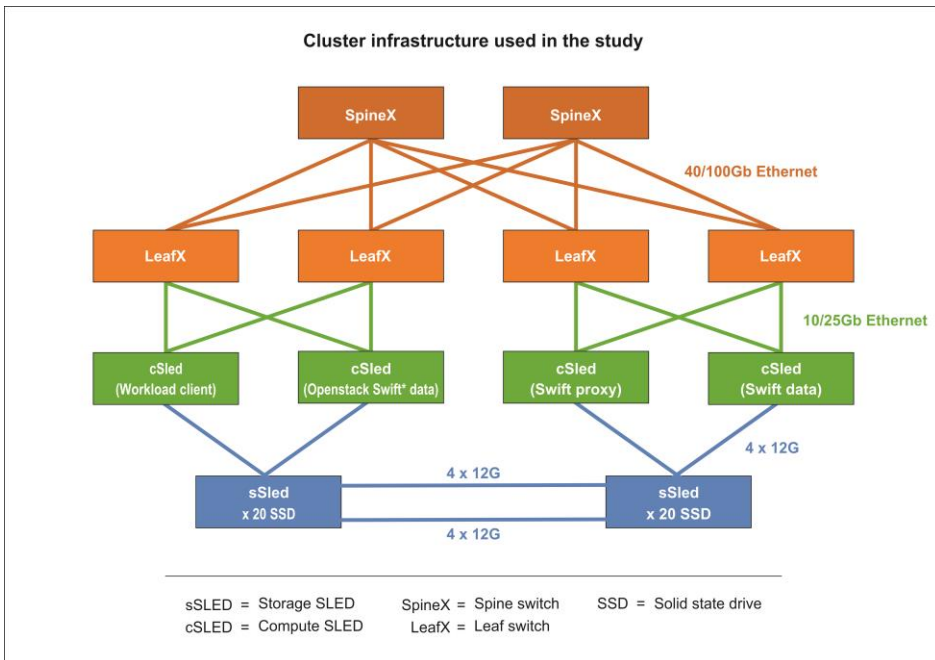 Cluster infrastructure used in the study
SpineX
SpineX
40/100Gb Ethernet
LeafX
LeafX
LeafX
LeafX
10/25Gb Ethernet
cSled
(Workload client)
cSled
(Openstack Swift* data)
cSled
(Swift proxy)
cSled
(Swift data)
4 x 12G
4 x 12G
sSled
x 20 SSD
sSled
x 20 SSD
4 x 12G
sSLED = Storage SLED
SpineX = Spine switch
SSD = Solid state drive
cSLED = Compute SLED
LeafX = Leaf switch